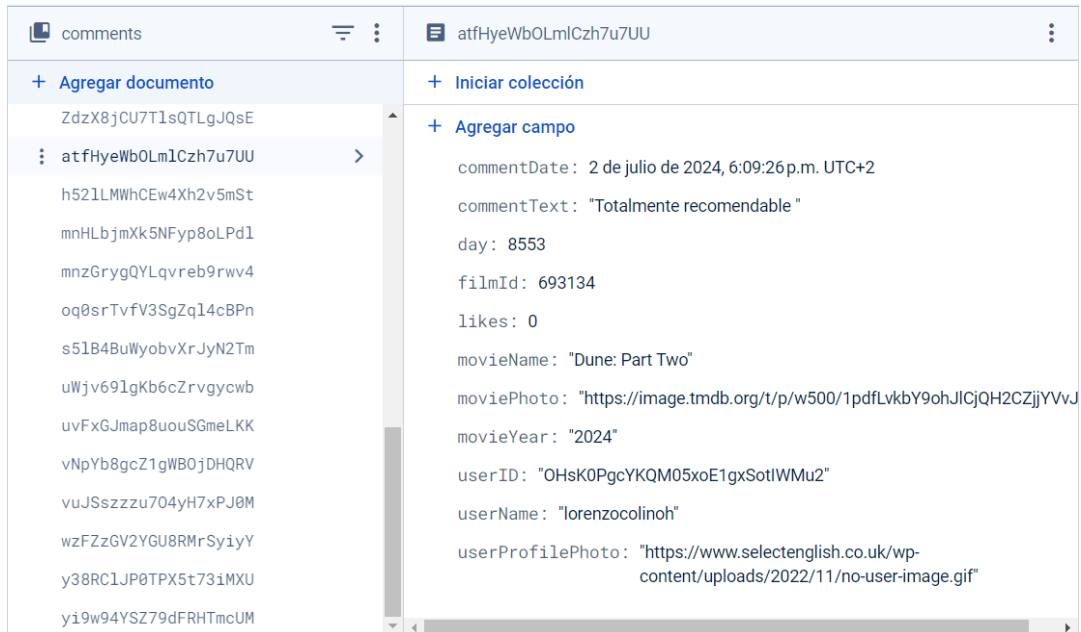 comments
Agregar documento
ZdzX8jCU7TlsQTLgJQsE
atfHyeWbOLmlCzh7u7UU
h52lLMWhCEw4Xh2v5mSt
mnHLbjmXk5NFyp8oLPdl
mnzGrygQYLqvreb9rwv4
oq0srTvfV3SgZql4cBPn
s5lB4BuWyobvXrJyN2Tm
uWjv69lgKb6cZrvgycwb
uvFxGJmap8uouSGmeLKK
vNpYb8gcZ1gWBOjDHQRV
vuJSszzzu7O4yH7xPJ0M
wzFZzGV2YGU8RMrSyiyY
y38RClJP0TPX5t73iMXU
yi9w94YSZ79dFRHTmcUM
atfHyeWbOLmlCzh7u7UU
Iniciar colección
Agregar campo
commentDate: 2 de julio de 2024, 6:09:26 p.m. UTC+2
commentText: "Totalmente recomendable "
day: 8553
filmId: 693134
likes: 0
movieName: "Dune: Part Two"
moviePhoto: "https://image.tmdb.org/t/p/w500/1pdfLvkbY9ohJlCjQH2CZjjYVvJ
movieYear: "2024"
userID: "OHsK0PgcYKQM05xoE1gxSotIWMu2"
userName: "lorenzocolinoh"
userProfilePhoto: "https://www.selectenglish.co.uk/wp-
content/uploads/2022/11/no-user-image.gif"